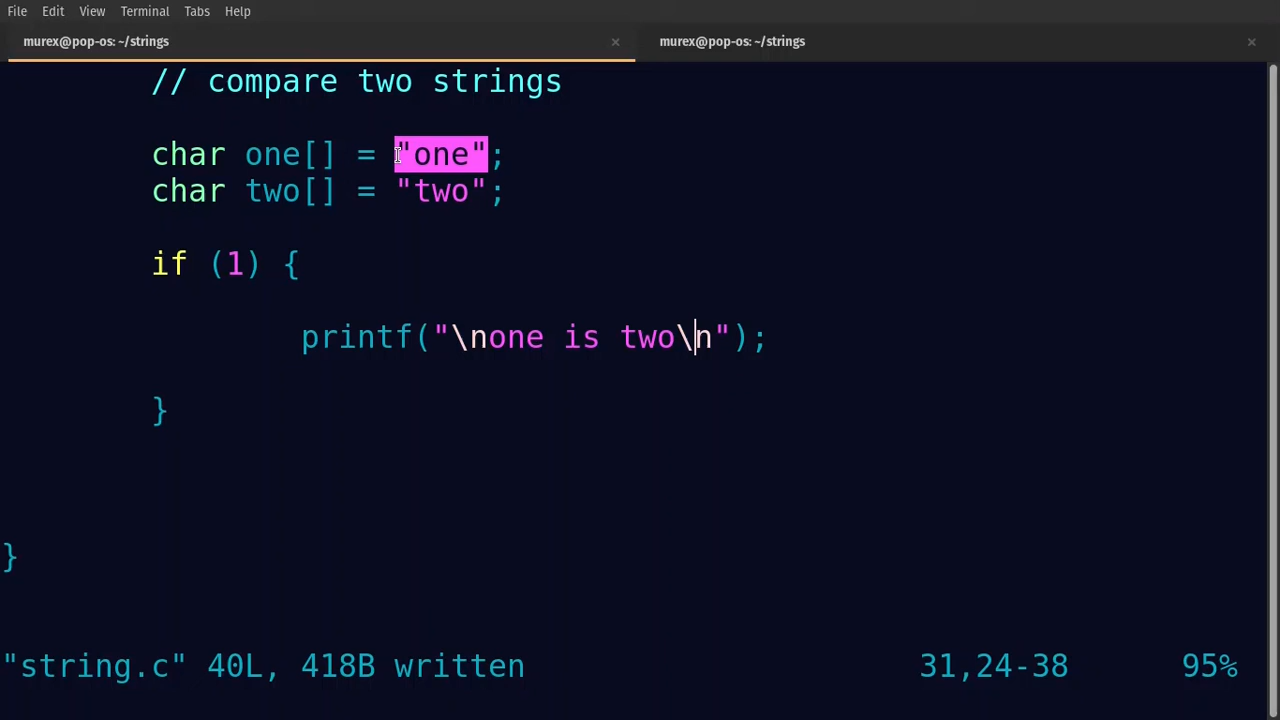 File Edit View Terminal Tabs Help
murex@pop-os: ~/strings × murex@pop-os: ~/strings ×
// compare two strings
char one[] = "one";
char two[] = "two";
if (1) {
printf("\none is two\n");
}
}
"string.c" 40L, 418B written 31,24-38 95%